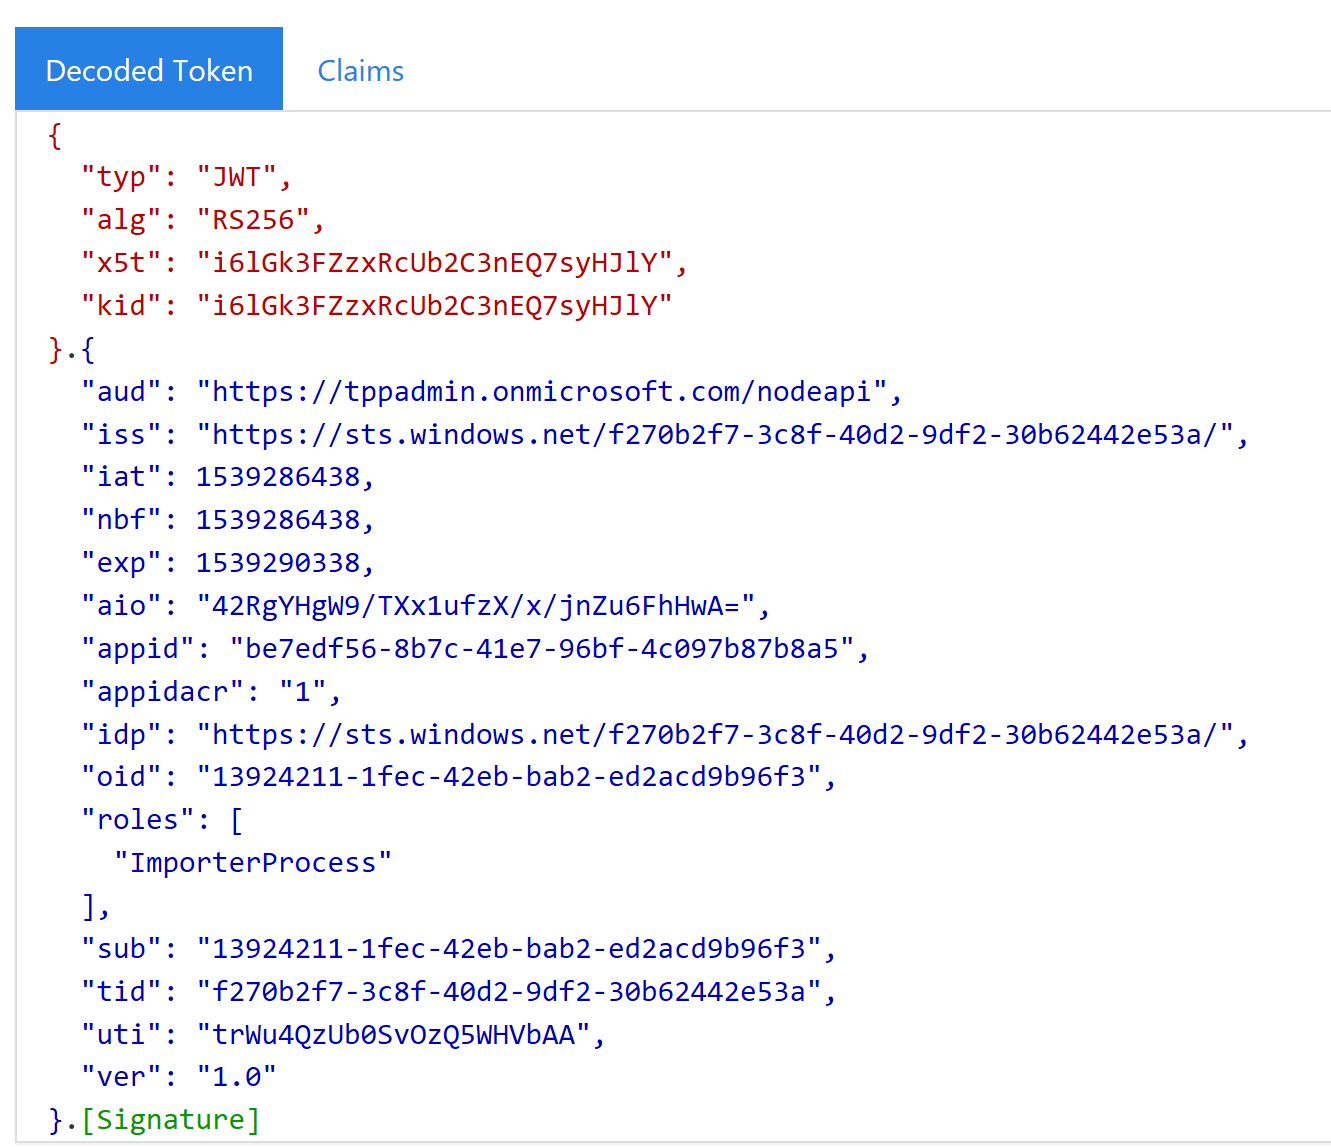 Decoded Token
Claims
{
"typ": "JWT",
"alg": "RS256",
"x5t": "i6lGk3FZzxRcUb2C3nEQ7syHJlY",
"kid": "i6lGk3FZzxRcUb2C3nEQ7syHJlY"
}.{
"aud": "https://tppadmin.onmicrosoft.com/nodeapi",
"iss": "https://sts.windows.net/f270b2f7-3c8f-40d2-9df2-30b62442e53a/",
"iat": 1539286438,
"nbf": 1539286438,
"exp": 1539290338,
"aio": "42RgYHgW9/TXx1ufzX/x/jnZu6FhHwA=",
"appid": "be7edf56-8b7c-41e7-96bf-4c097b87b8a5",
"appidacr": "1",
"idp": "https://sts.windows.net/f270b2f7-3c8f-40d2-9df2-30b62442e53a/",
"oid": "13924211-1fec-42eb-bab2-ed2acd9b96f3",
"roles": [
"ImporterProcess"
],
"sub": "13924211-1fec-42eb-bab2-ed2acd9b96f3",
"tid": "f270b2f7-3c8f-40d2-9df2-30b62442e53a",
"uti": "trWu4QzUb0SvOzQ5WHVbAA",
"ver": "1.0"
}.[Signature]